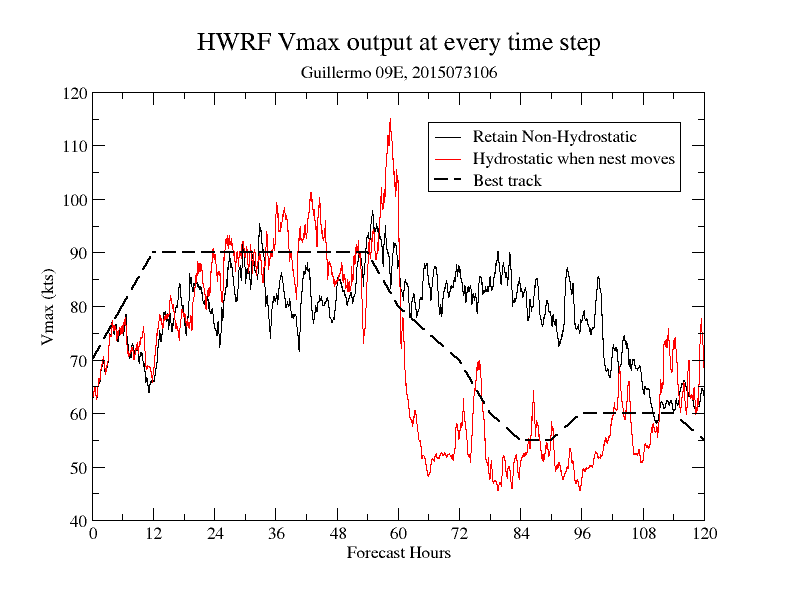 HWRF Vmax output at every time step
Guillermo 09E, 2015073106
Retain Non-Hydrostatic
Hydrostatic when nest moves
Best track
Vmax (kts)
120
110
100
90
80
70
60
50
40
0 12 24 36 48 60 72 84 96 108 120
Forecast Hours